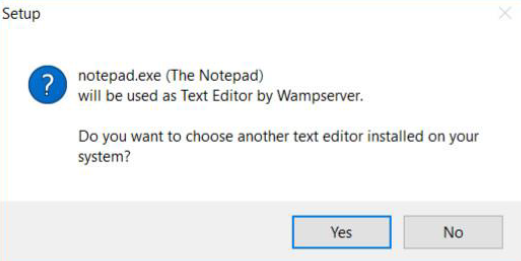 Setup
notepad.exe (The Notepad)
will be used as Text Editor by Wampserver.
Do you want to choose another text editor installed on your
system?
Yes
No